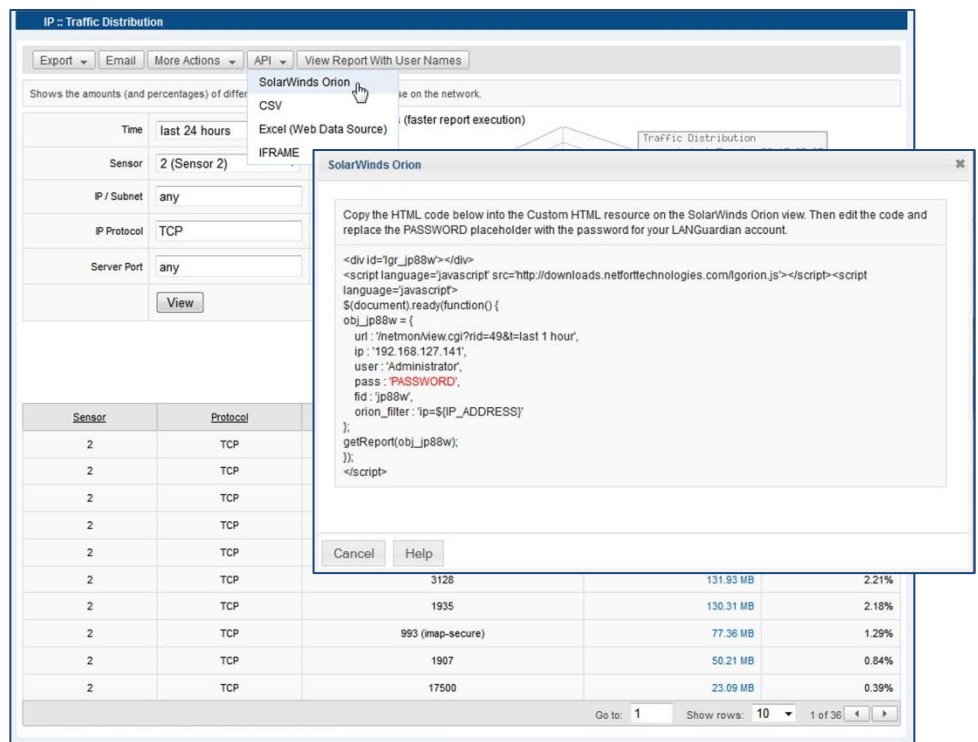 IP :: Traffic Distribution
Export Email More Actions API View Report With User Names
SolarWinds Orion
CSV
Excel (Web Data Source)
IFRAME
Shows the amounts (and percentages) of differ
se on the network.
(faster report execution)
Time last 24 hours
Traffic Distribution
Sensor 2 (Sensor 2)
IP / Subnet any
IP Protocol TCP
Server Port any
View
SolarWinds Orion
Copy the HTML code below into the Custom HTML resource on the SolarWinds Orion view. Then edit the code and
replace the PASSWORD placeholder with the password for your LANGuardian account.
<div id='lgr_jp88w'></div>
<script language='javascript' src='http://downloads.netforttechnologies.com/lgorion.js'></script><script
language='javascript'>
$(document).ready(function() {
obj_jp88w = {
url : '/netmon/view.cgi?rid=49&t=last 1 hour',
ip : '192.168.127.141',
user : 'Administrator',
pass : 'PASSWORD',
fid : 'jp88w',
orion_filter : 'ip=${IP_ADDRESS}'
};
getReport(obj_jp88w);
});
</script>
Cancel Help
Sensor Protocol
2 TCP
2 TCP
2 TCP
2 TCP
2 TCP
2 TCP 3128 131.93 MB 2.21%
2 TCP 1935 130.31 MB 2.18%
2 TCP 993 (imap-secure) 77.36 MB 1.29%
2 TCP 1907 50.21 MB 0.84%
2 TCP 17500 23.09 MB 0.39%
Go to: 1 Show rows: 10 1 of 36